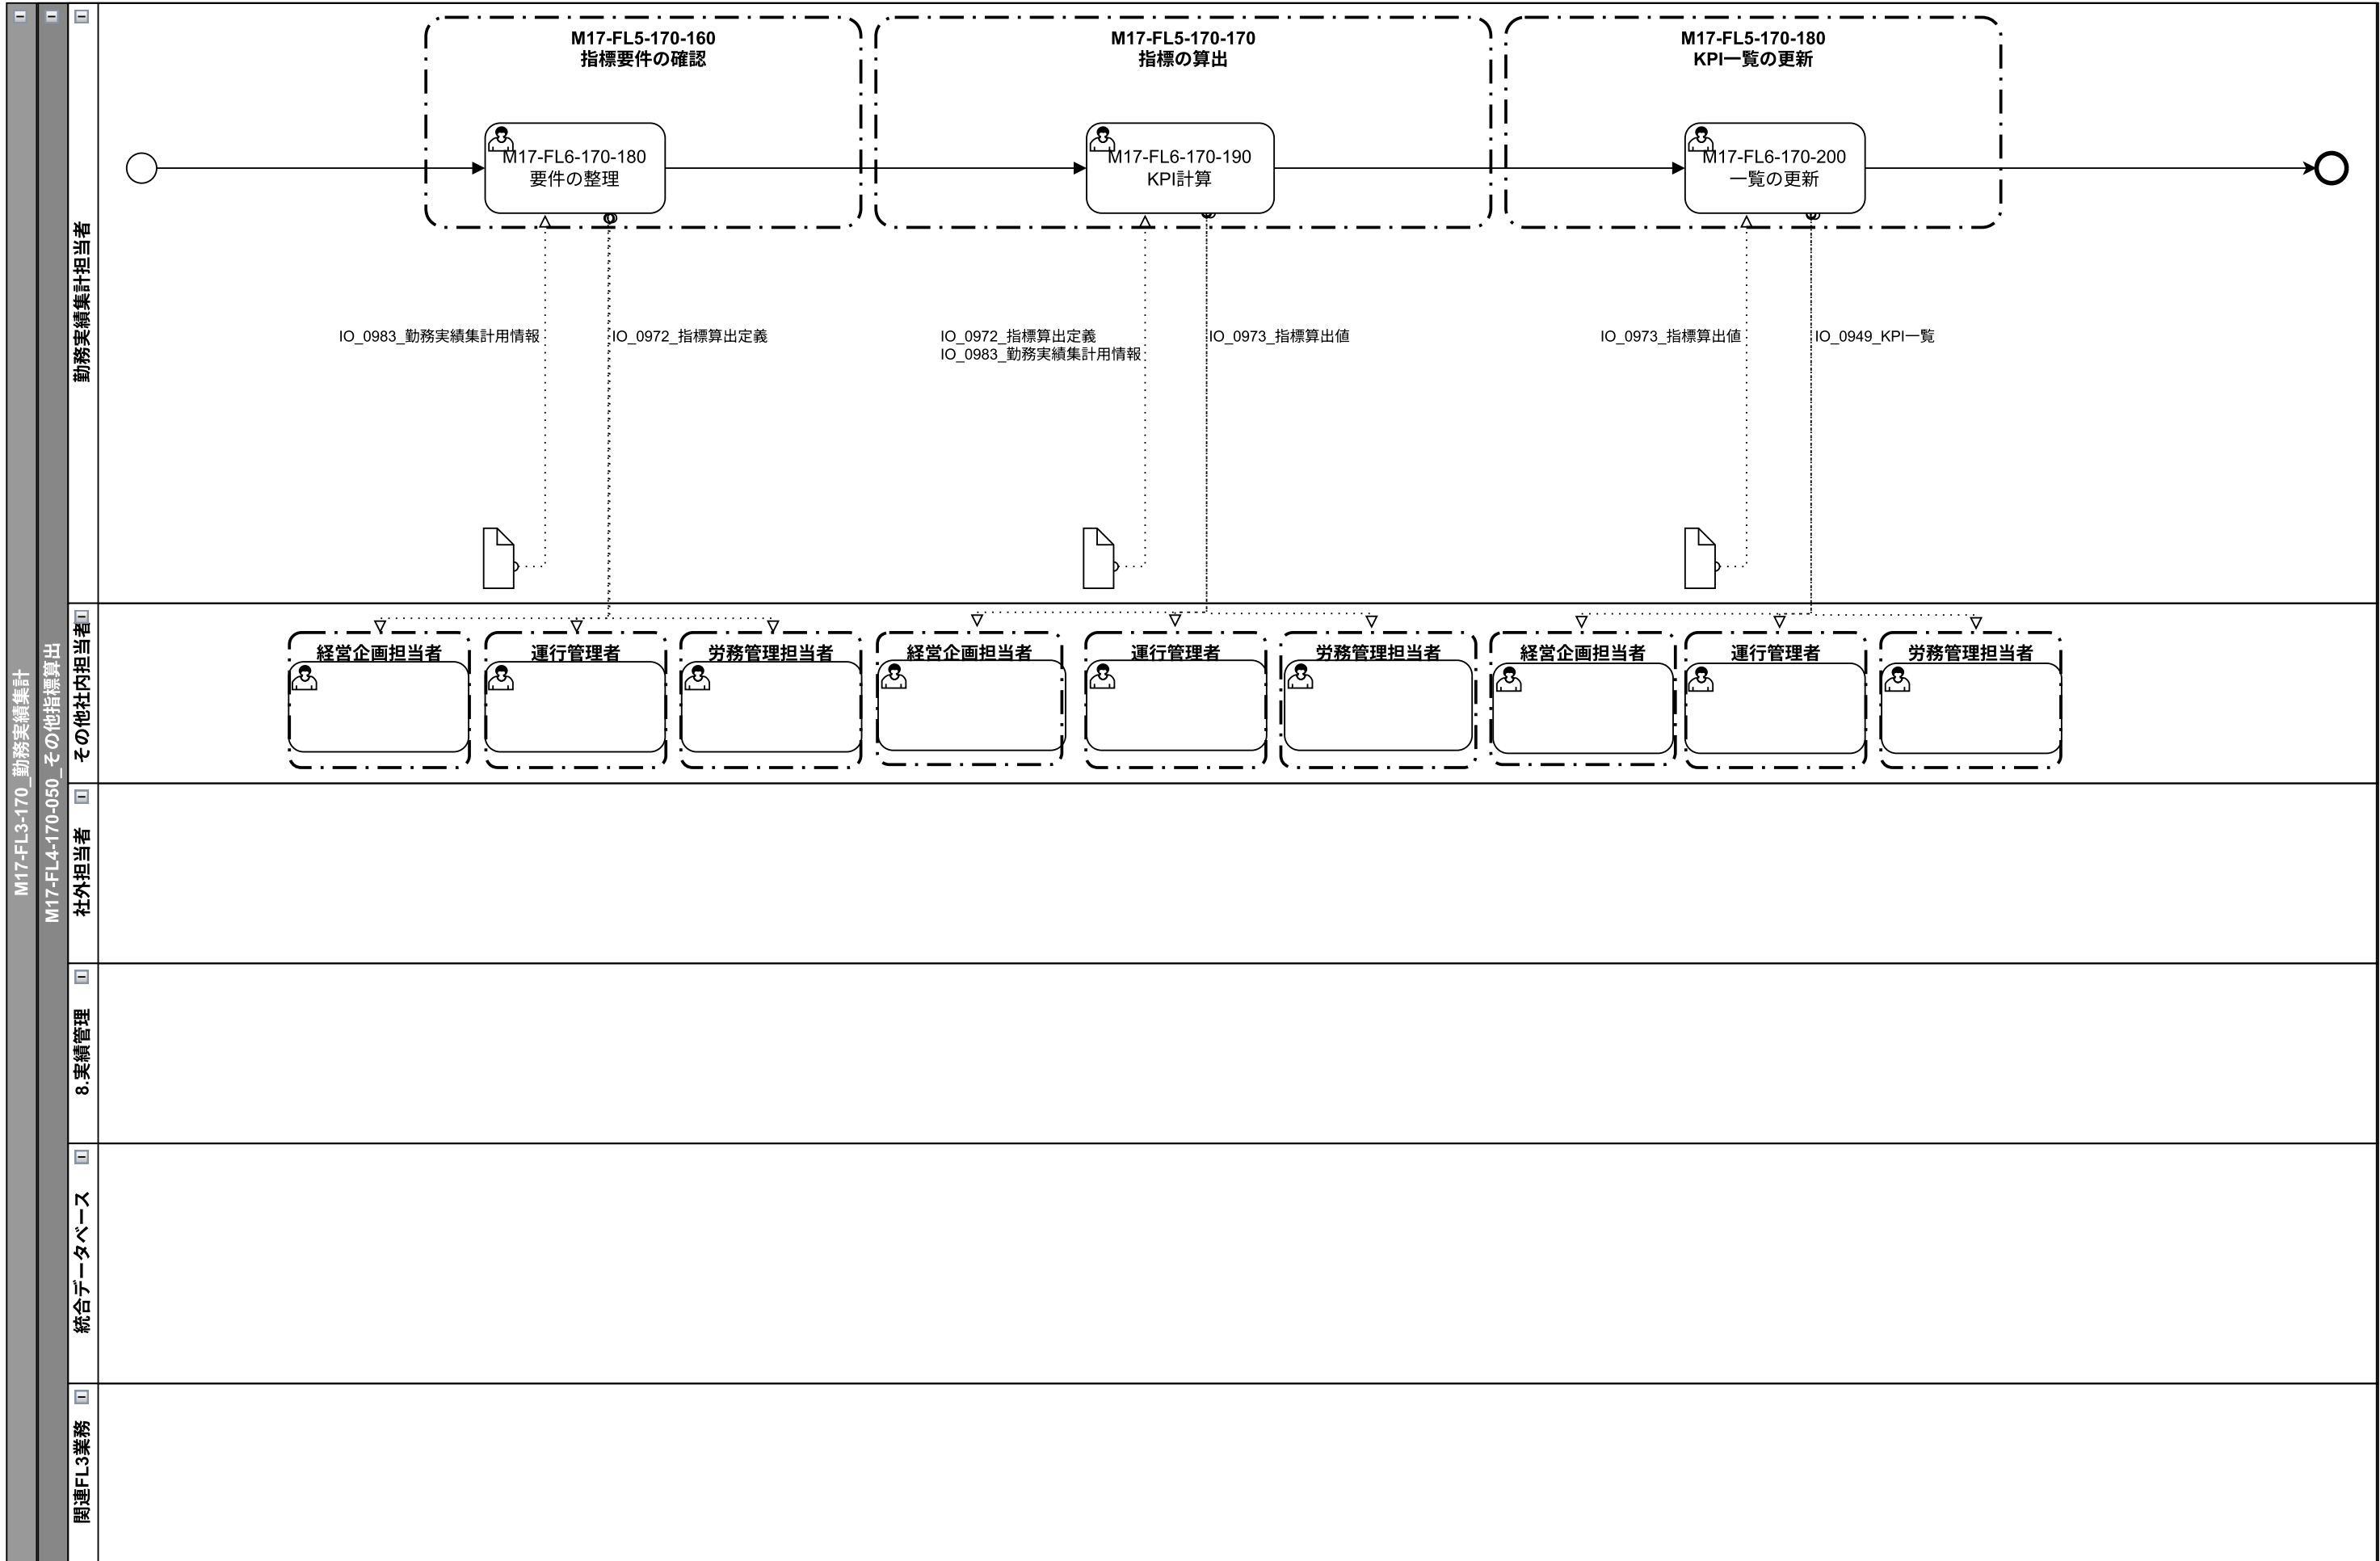 M17-FL3-170_勤務実績集計
M17-FL4-170-050_その他指標算出
勤務実績集計担当者
M17-FL5-170-160
指標要件の確認
M17-FL5-170-170
指標の算出
M17-FL5-170-180
KPI一覧の更新
M17-FL6-170-180
要件の整理
M17-FL6-170-190
KPI計算
M17-FL6-170-200
一覧の更新
IO_0983_勤務実績集計用情報
IO_0972_指標算出定義
IO_0972_指標算出定義
IO_0983_勤務実績集計用情報
IO_0973_指標算出値
IO_0973_指標算出値
IO_0949_KPI一覧
その他社内担当者
経営企画担当者
運行管理者
労務管理担当者
経営企画担当者
運行管理者
労務管理担当者
経営企画担当者
運行管理者
労務管理担当者
社外担当者
8.実績管理
統合データベース
関連FL3業務